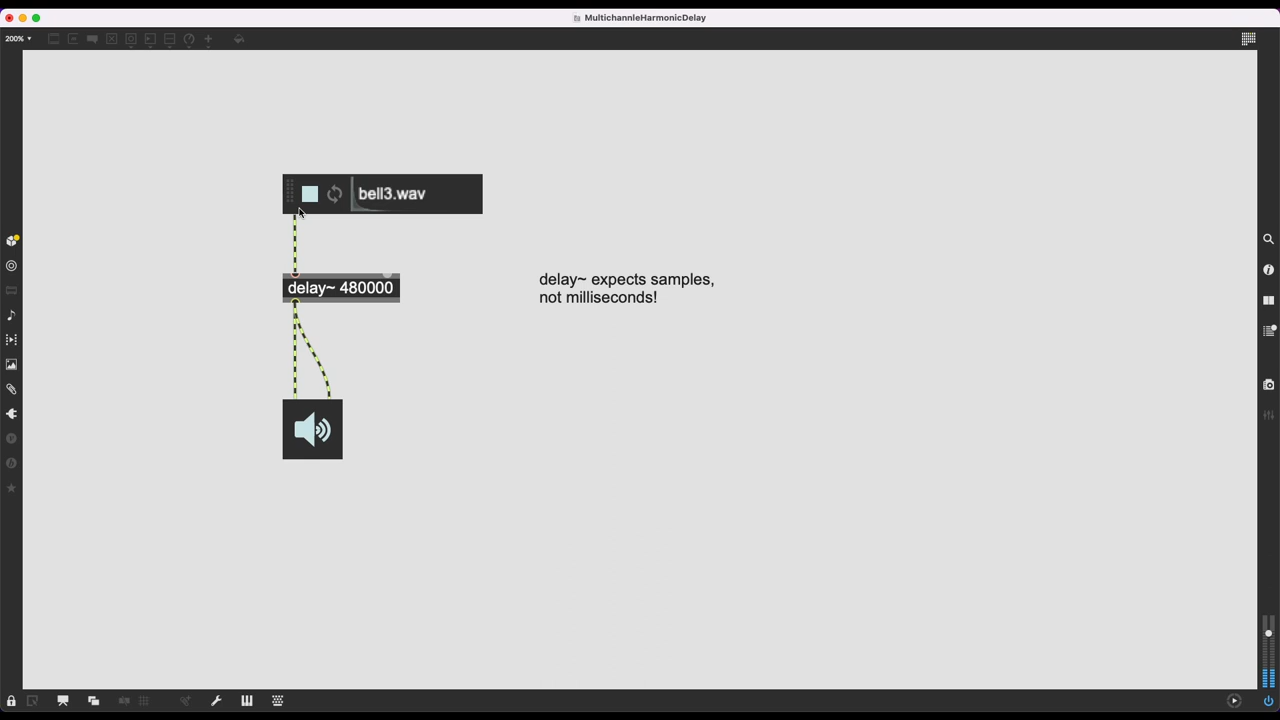 MultichannleHarmonicDelay
200%
bell3.wav
delay~ 480000
delay~ expects samples,
not milliseconds!